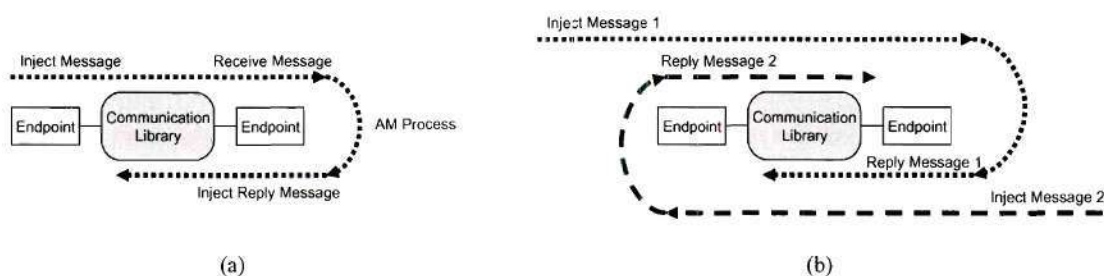 Inject Message
Receive Message
Endpoint
Communication
Library
Endpoint
AM Process
Inject Reply Message
(a)
Inject Message 1
Reply Message 2
Endpoint
Communication
Library
Endpoint
Reply Message 1
Inject Message 2
(b)